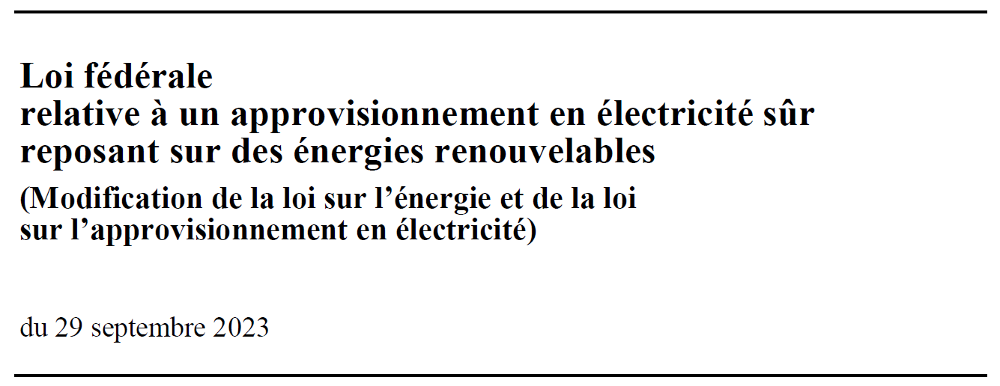 Loi fédérale
relative à un approvisionnement en électricité sûr
reposant sur des énergies renouvelables
(Modification de la loi sur l’énergie et de la loi
sur l’approvisionnement en électricité)
du 29 septembre 2023